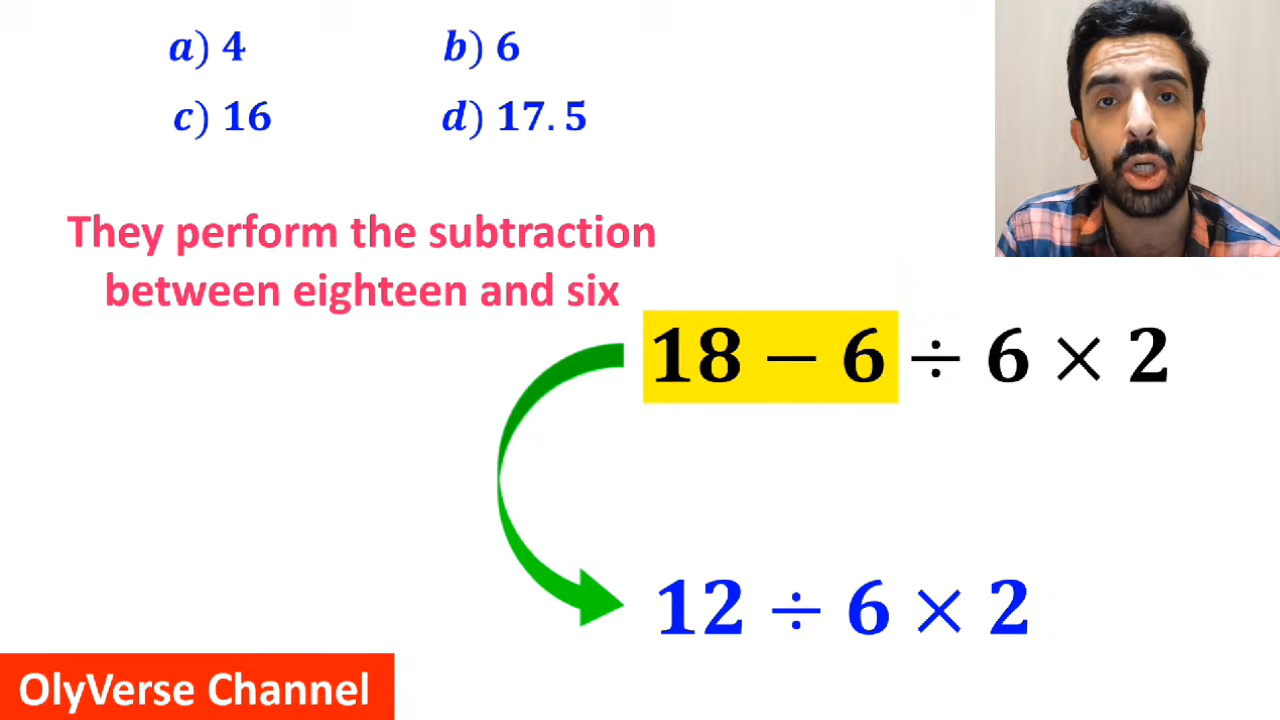 a) 4 b) 6
c) 16 d) 17.5
They perform the subtraction
between eighteen and six
18 − 6 ÷ 6 × 2
12 ÷ 6 × 2
OlyVerse Channel